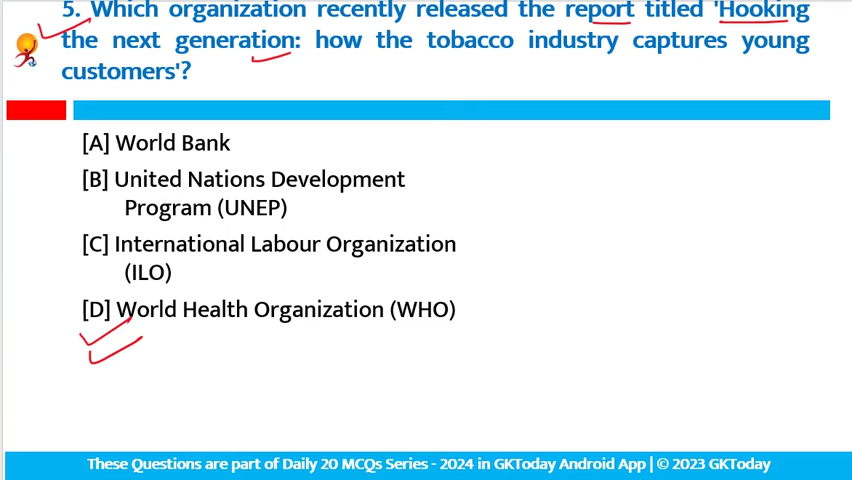 5. Which organization recently released the report titled 'Hooking
the next generation: how the tobacco industry captures young
customers'?
[A] World Bank
[B] United Nations Development
Program (UNEP)
[C] International Labour Organization
(ILO)
[D] World Health Organization (WHO)
These Questions are part of Daily 20 MCQs Series - 2024 in GKToday Android App | © 2023 GKToday